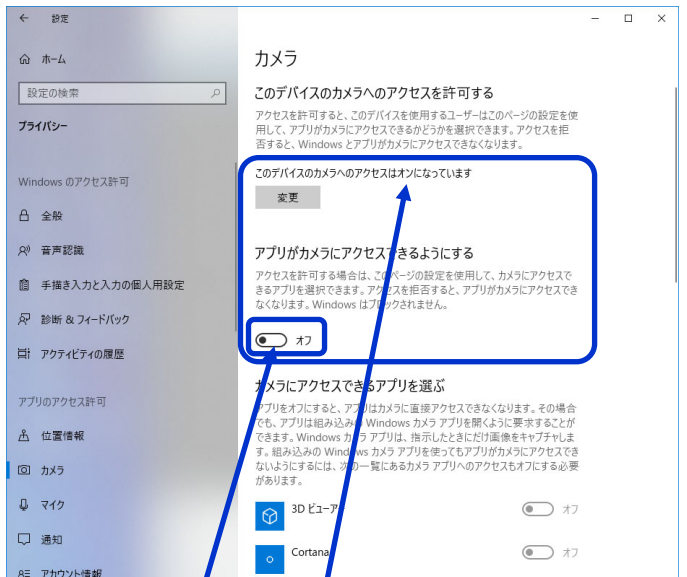 設定
ホーム
設定の検索
プライバシー
Windows のアクセス許可
全般
音声認識
手描き入力と入力の個人用設定
診断 & フィードバック
アクティビティの履歴
アプリのアクセス許可
位置情報
カメラ
マイク
通知
アカウント情報
カメラ
このデバイスのカメラへのアクセスを許可する
アクセスを許可すると、このデバイスを使用するユーザーはこのページの設定を使
用して、アプリがカメラにアクセスできるかどうかを選択できます。アクセスを拒
否すると、Windows とアプリがカメラにアクセスできなくなります。
このデバイスのカメラへのアクセスはオンになっています
変更
アプリがカメラにアクセスできるようにする
アクセスを許可する場合は、このページの設定を使用して、カメラにアクセスで
きるアプリを選択できます。アクセスを拒否すると、アプリがカメラにアクセスでき
なくなります。Windows はブロックされません。
オフ
カメラにアクセスできるアプリを選ぶ
アプリをオフにすると、アプリはカメラに直接アクセスできなくなります。その場合
でも、アプリは組み込みの Windows カメラ アプリを開くように要求することが
できます。Windows カメラ アプリは、指示したときにだけ画像をキャプチャしま
す。組み込みの Windows カメラ アプリを使ってもアプリがカメラにアクセスでき
ないようにするには、次の一覧にあるカメラ アプリへのアクセスもオフにする必要
があります。
3D ビューアー
オフ
Cortana
オフ